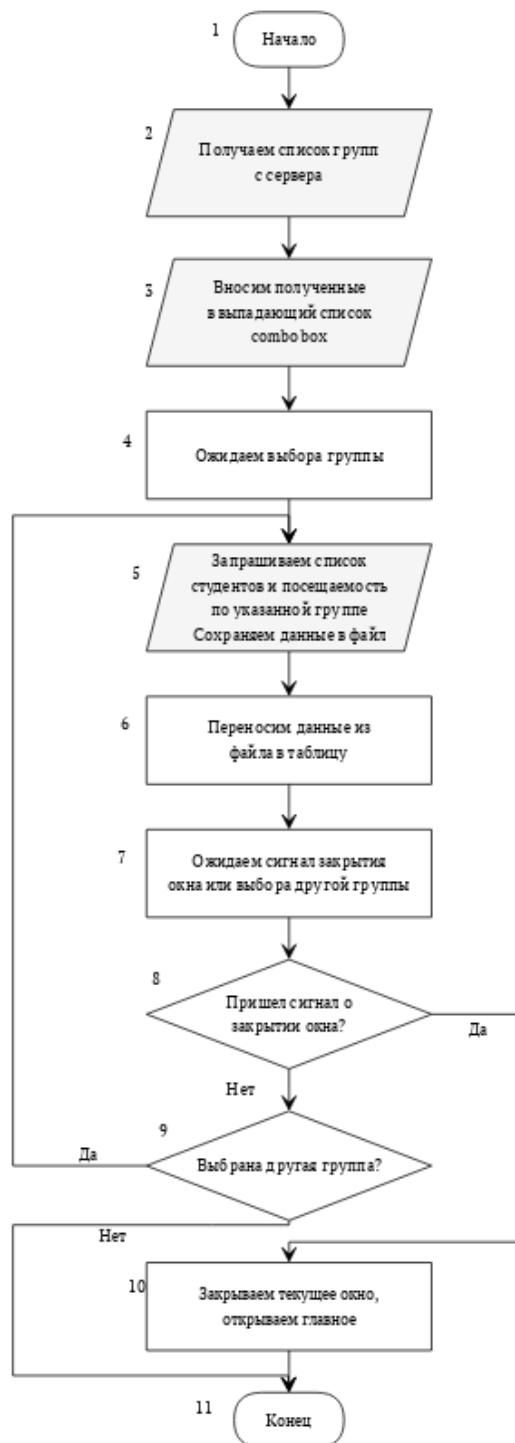 1
Начало
2
Получаем список групп
с сервера
3
Вносим полученные
в выпадающий список
combobox
4
Ожидаем выбора группы
5
Запрашиваем список
студентов и посещаемость
по указанной группе
Сохраняем данные в файл
6
Переносим данные из
файла в таблицу
7
Ожидаем сигнал закрытия
окна или выбора другой группы
8
Пришел сигнал о
закрытии окна?
Да
Нет
9
Выбрана другая группа?
Да
Нет
10
Закрываем текущее окно,
открываем главное
11
Конец